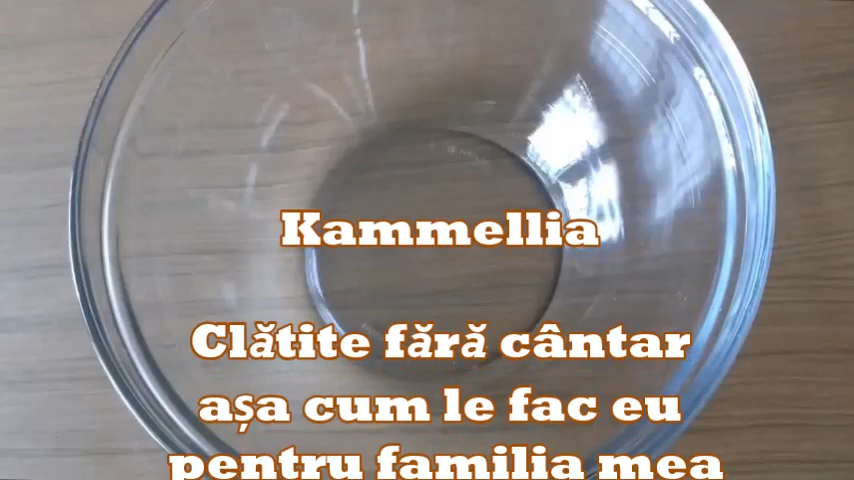 Kammellia
Clătite fără cântar
așa cum le fac eu
pentru familia mea